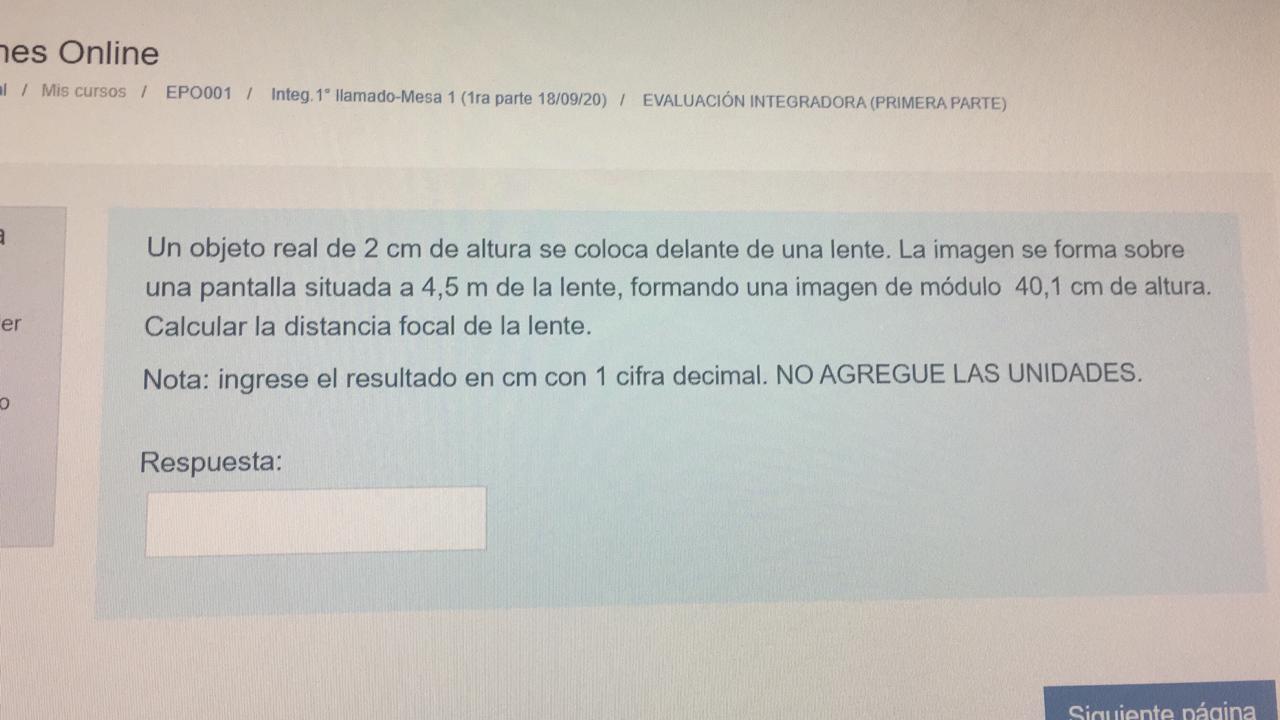 Online
/ Mis cursos / EPO001 / Integ.1° llamado-Mesa 1 (1ra parte 18/09/20) / EVALUACIÓN INTEGRADORA (PRIMERA PARTE)
Un objeto real de 2 cm de altura se coloca delante de una lente. La imagen se forma sobre
una pantalla situada a 4,5 m de la lente, formando una imagen de módulo 40,1 cm de altura.
Calcular la distancia focal de la lente.
Nota: ingrese el resultado en cm con 1 cifra decimal. NO AGREGUE LAS UNIDADES.
Respuesta:
Siguiente página